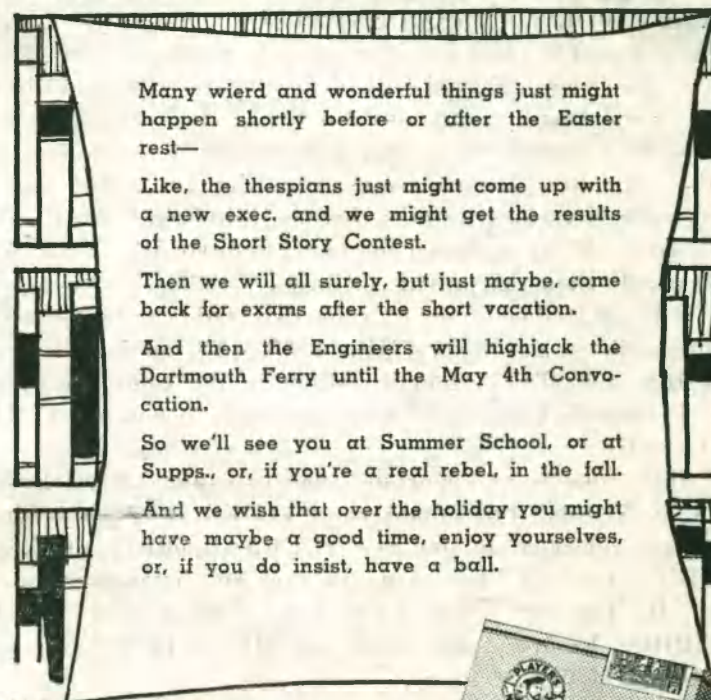 Many wierd and wonderful things just might
happen shortly before or after the Easter
rest—
Like, the thespians just might come up with
a new exec. and we might get the results
of the Short Story Contest.
Then we will all surely, but just maybe, come
back for exams after the short vacation.
And then the Engineers will highjack the
Dartmouth Ferry until the May 4th Convo-
cation.
So we'll see you at Summer School, or at
Supps., or, if you're a real rebel, in the fall.
And we wish that over the holiday you might
have maybe a good time, enjoy yourselves,
or, if you do insist, have a ball.
PLAYERS